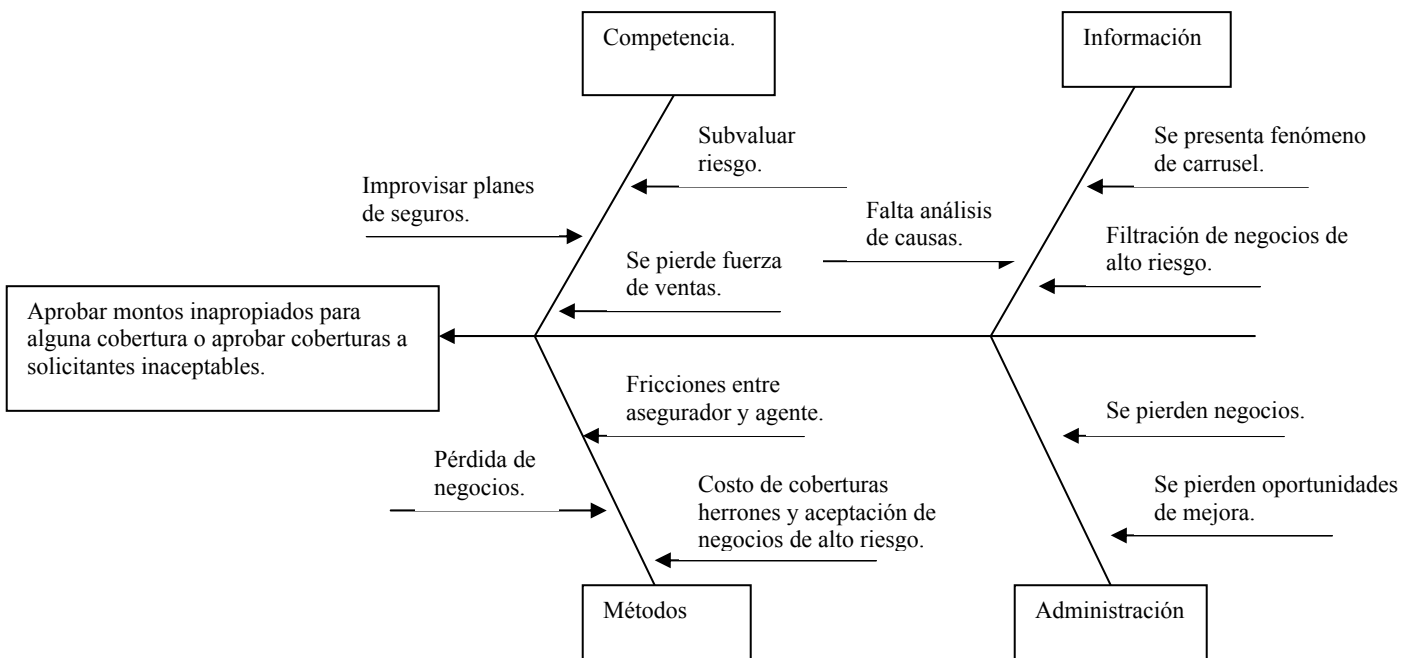 Competencia.
Información
Subvaluar
riesgo.
Se presenta fenómeno
de carrusel.
Improvisar planes
de seguros.
Falta análisis
de causas.
Filtración de negocios de
alto riesgo.
Se pierde fuerza
de ventas.
Aprobar montos inapropiados para
alguna cobertura o aprobar coberturas a
solicitantes inaceptables.
Fricciones entre
asegurador y agente.
Se pierden negocios.
Pérdida de
negocios.
Costo de coberturas
herrones y aceptación de
negocios de alto riesgo.
Se pierden oportunidades
de mejora.
Métodos
Administración